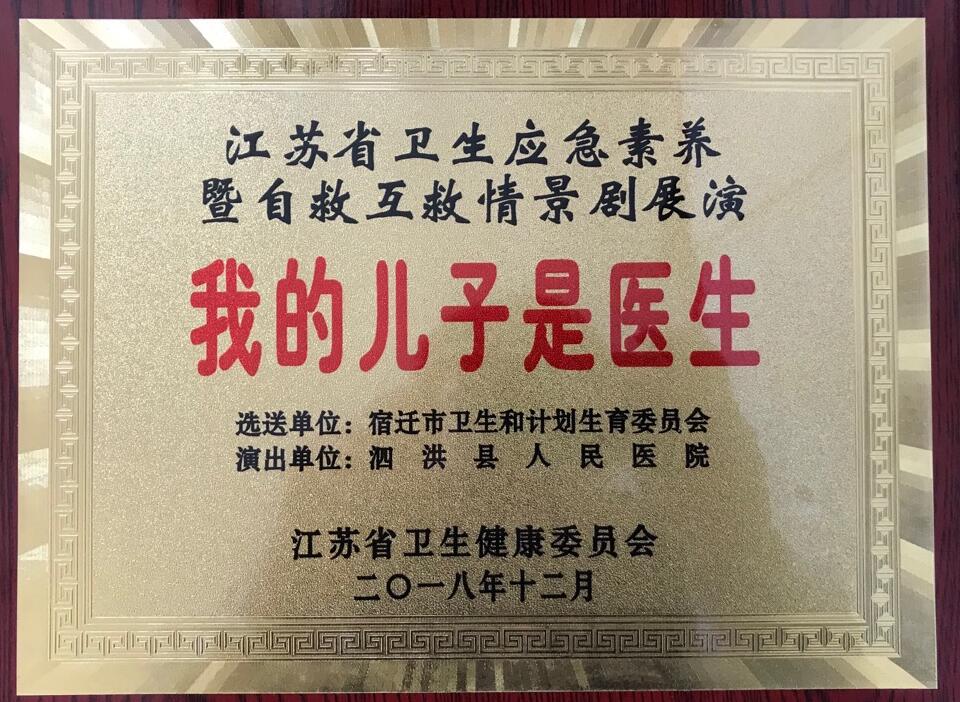 江苏省卫生应急素养
暨自救互救情景剧展演
我的儿子是医生
选送单位：宿迁市卫生和计划生育委员会
演出单位：泗洪县人民医院
江苏省卫生健康委员会
二〇一八年十二月